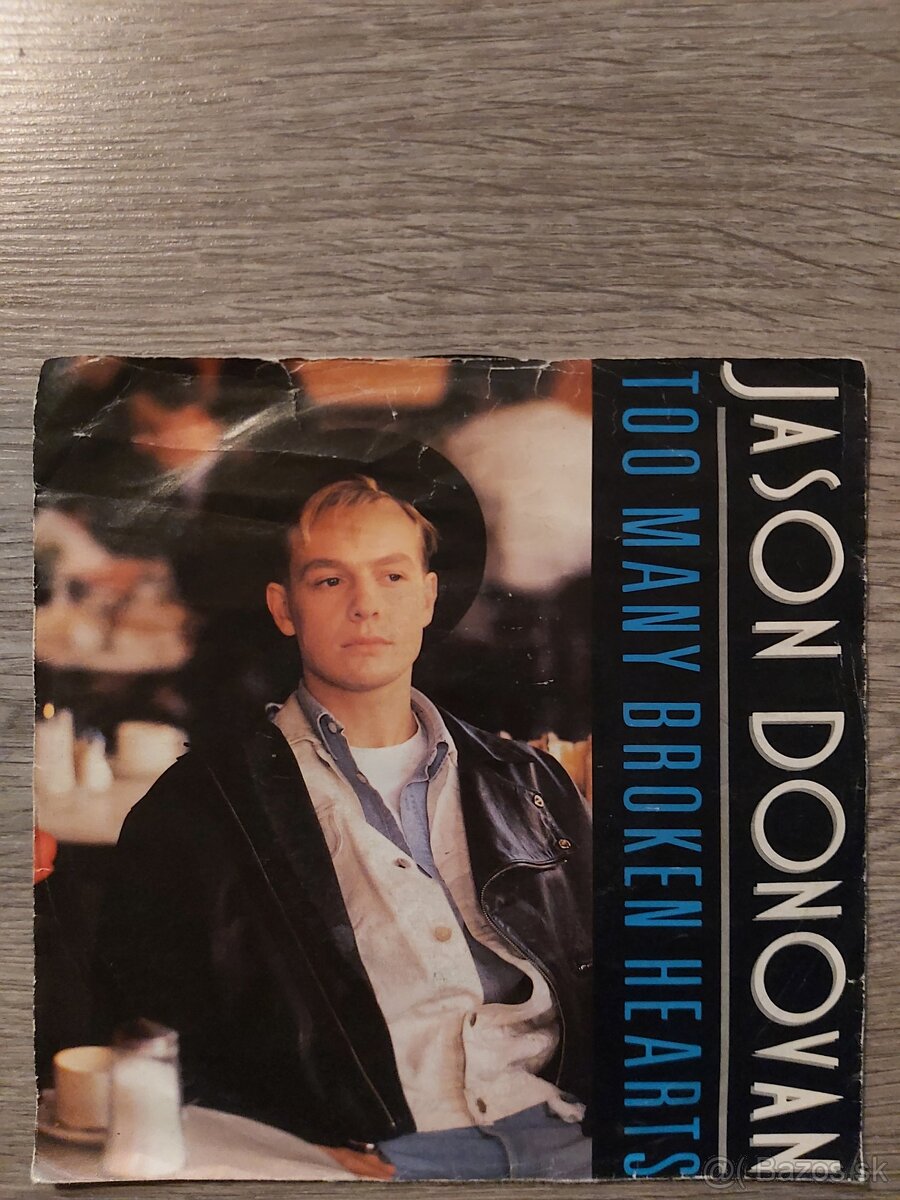 JASON DONOVAN
TOO MANY BROKEN HEARTS
@( Bazos.sk